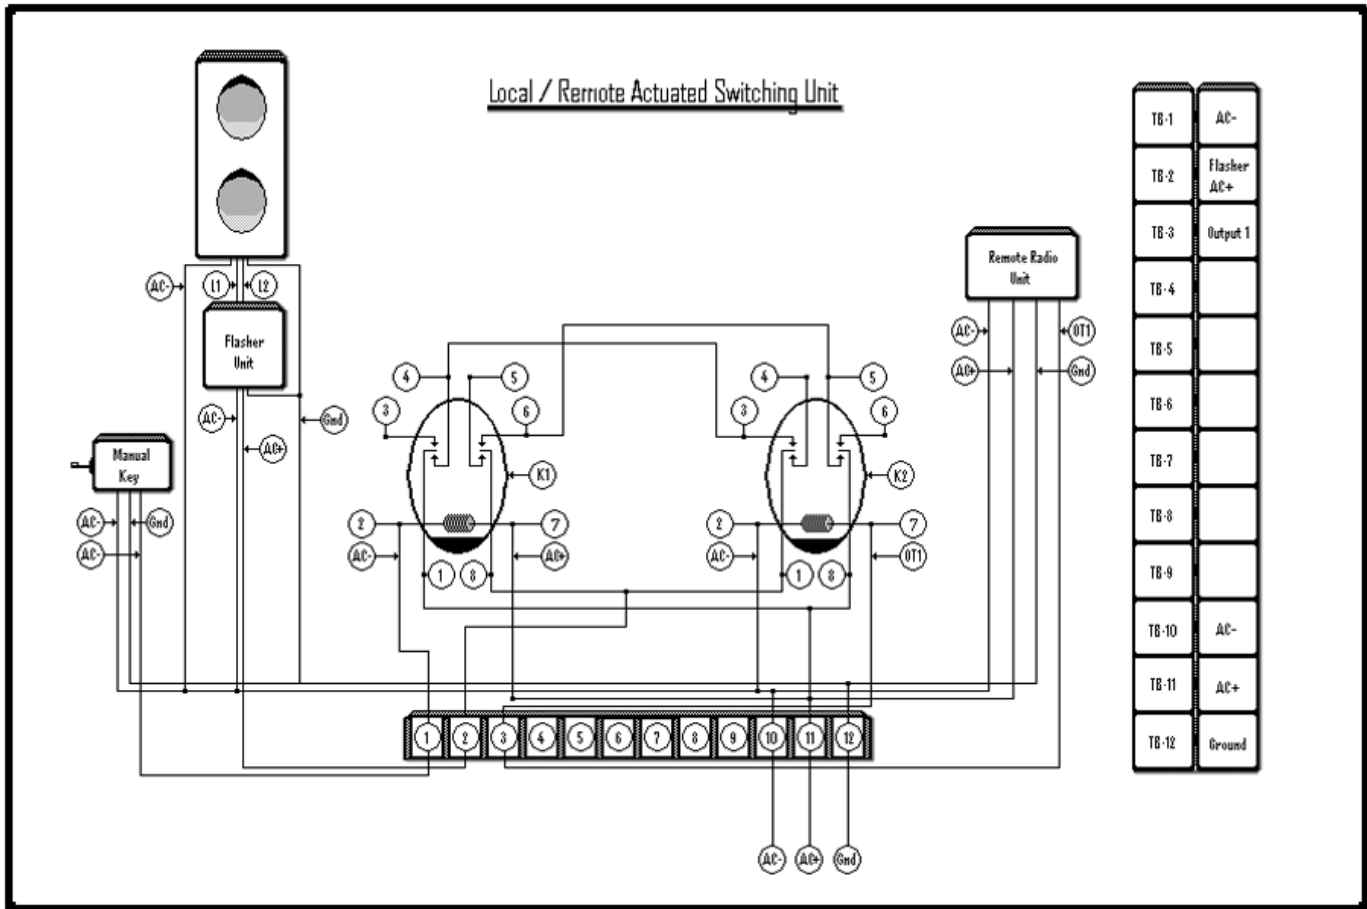 Local / Remote Actuated Switching Unit
AC-
L1
L2
Flasher
Unit
AC-
AC+
Gnd
Manual
Key
AC-
Gnd
AC-
4
5
3
6
K1
2
7
AC-
AC+
1
8
4
5
3
6
K2
2
7
AC-
OT1
1
8
Remote Radio
Unit
AC-
OT1
AC+
Gnd
1 2 3 4 5 6 7 8 9 10 11 12
AC- AC+ Gnd
TB-1 AC-
TB-2 Flasher
AC+
TB-3 Output 1
TB-4
TB-5
TB-6
TB-7
TB-8
TB-9
TB-10 AC-
TB-11 AC+
TB-12 Ground